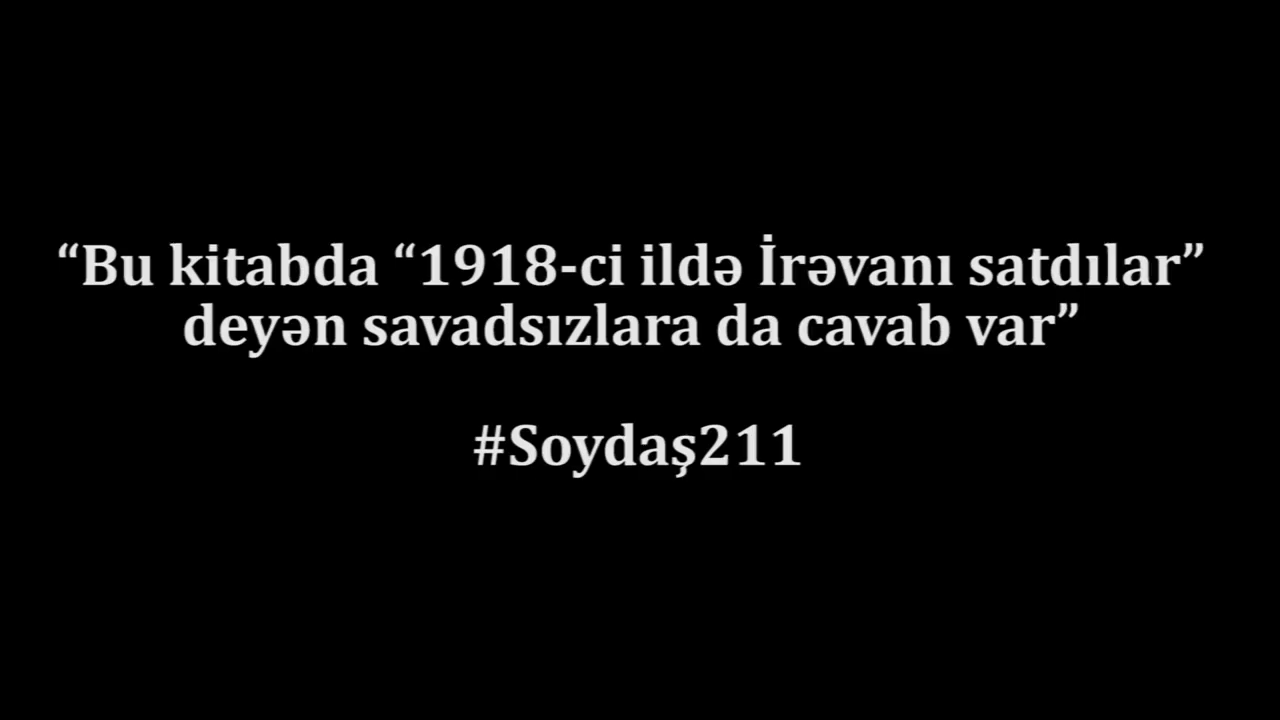 “Bu kitabda “1918-ci ildə İrəvanı satdılar”
deyən savadsızlara da cavab var”
#Soydaş211